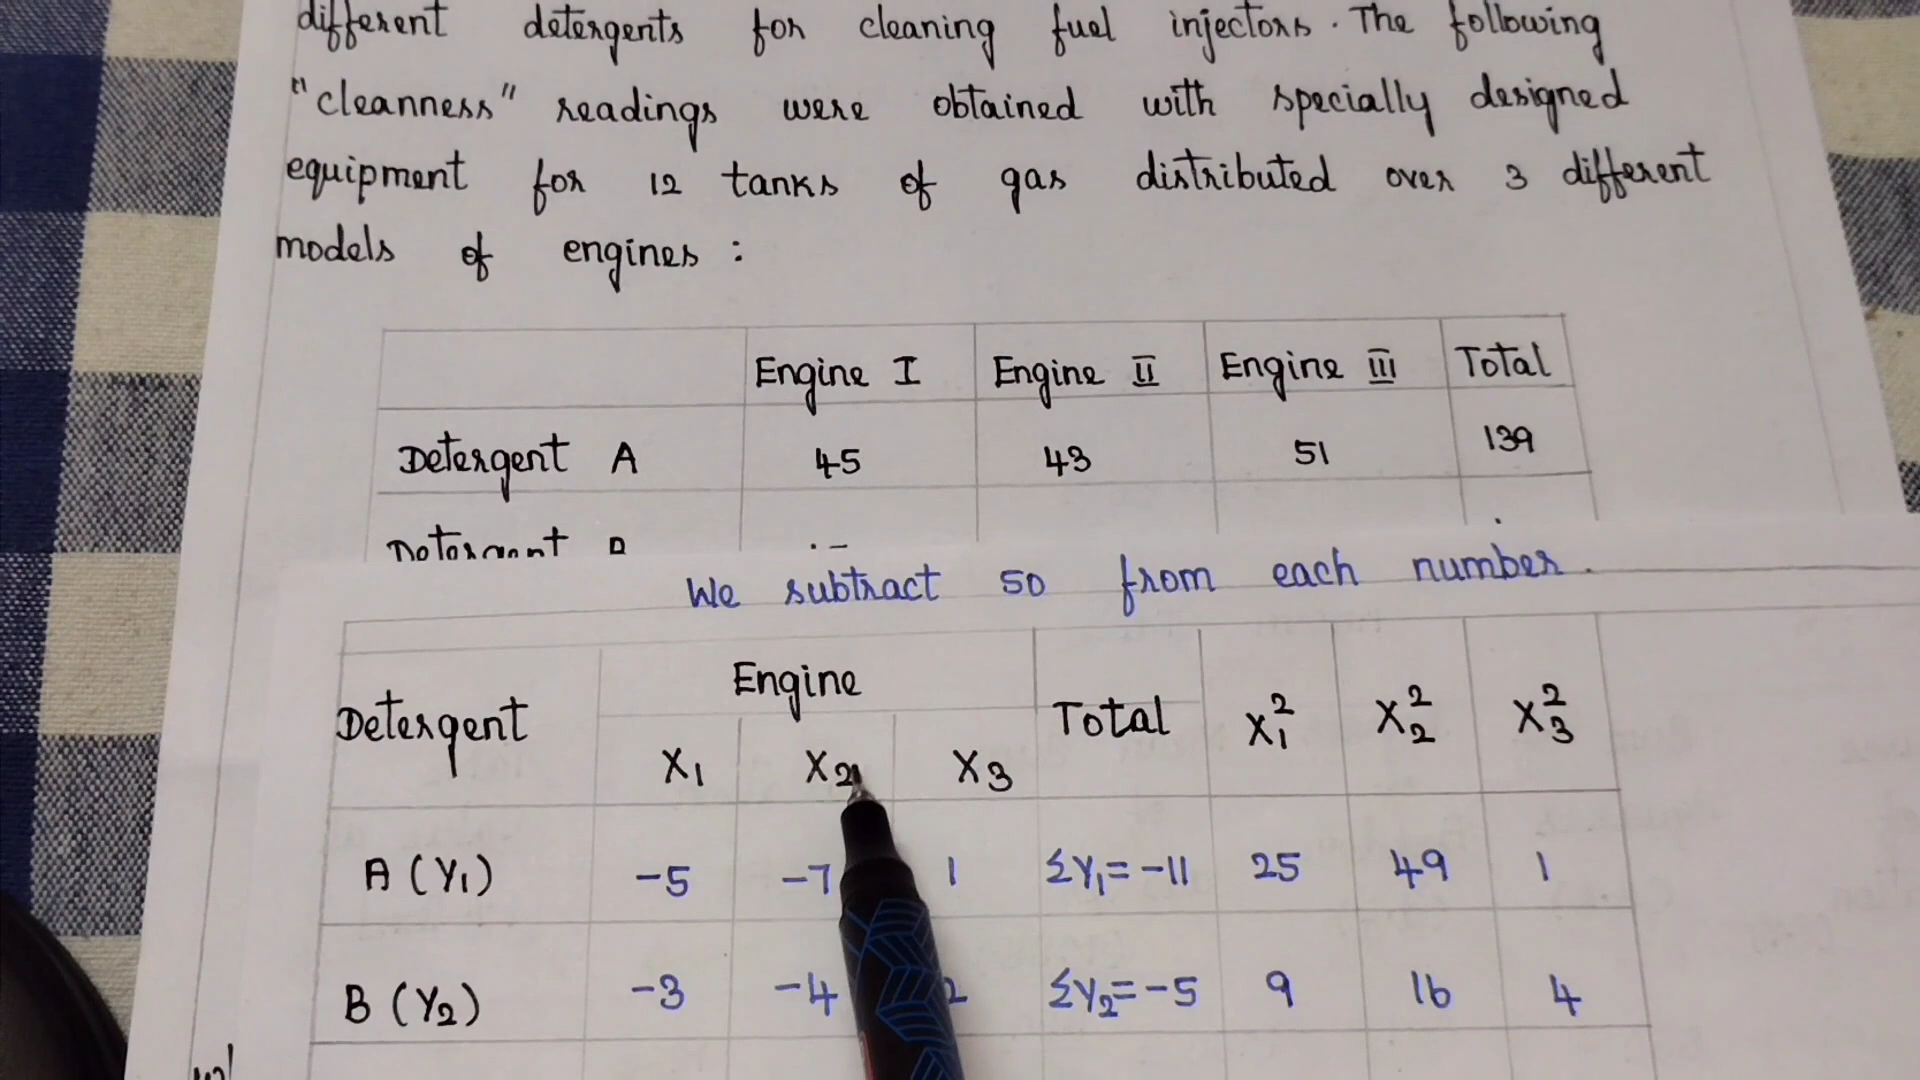 different detergents for cleaning fuel injectors. The following
"cleanness" readings were obtained with specially designed
equipment for 12 tanks of gas distributed over 3 different
models of engines :
Engine I Engine II Engine III Total
Detergent A 45 43 51 139
Detergent B
We subtract 50 from each number.
Detergent Engine Total X₁² X₂² X₃²
X₁ X₂ X₃
A (Y₁) -5 -7 1 ΣY₁= -11 25 49 1
B (Y₂) -3 -4 2 ΣY₂= -5 9 16 4